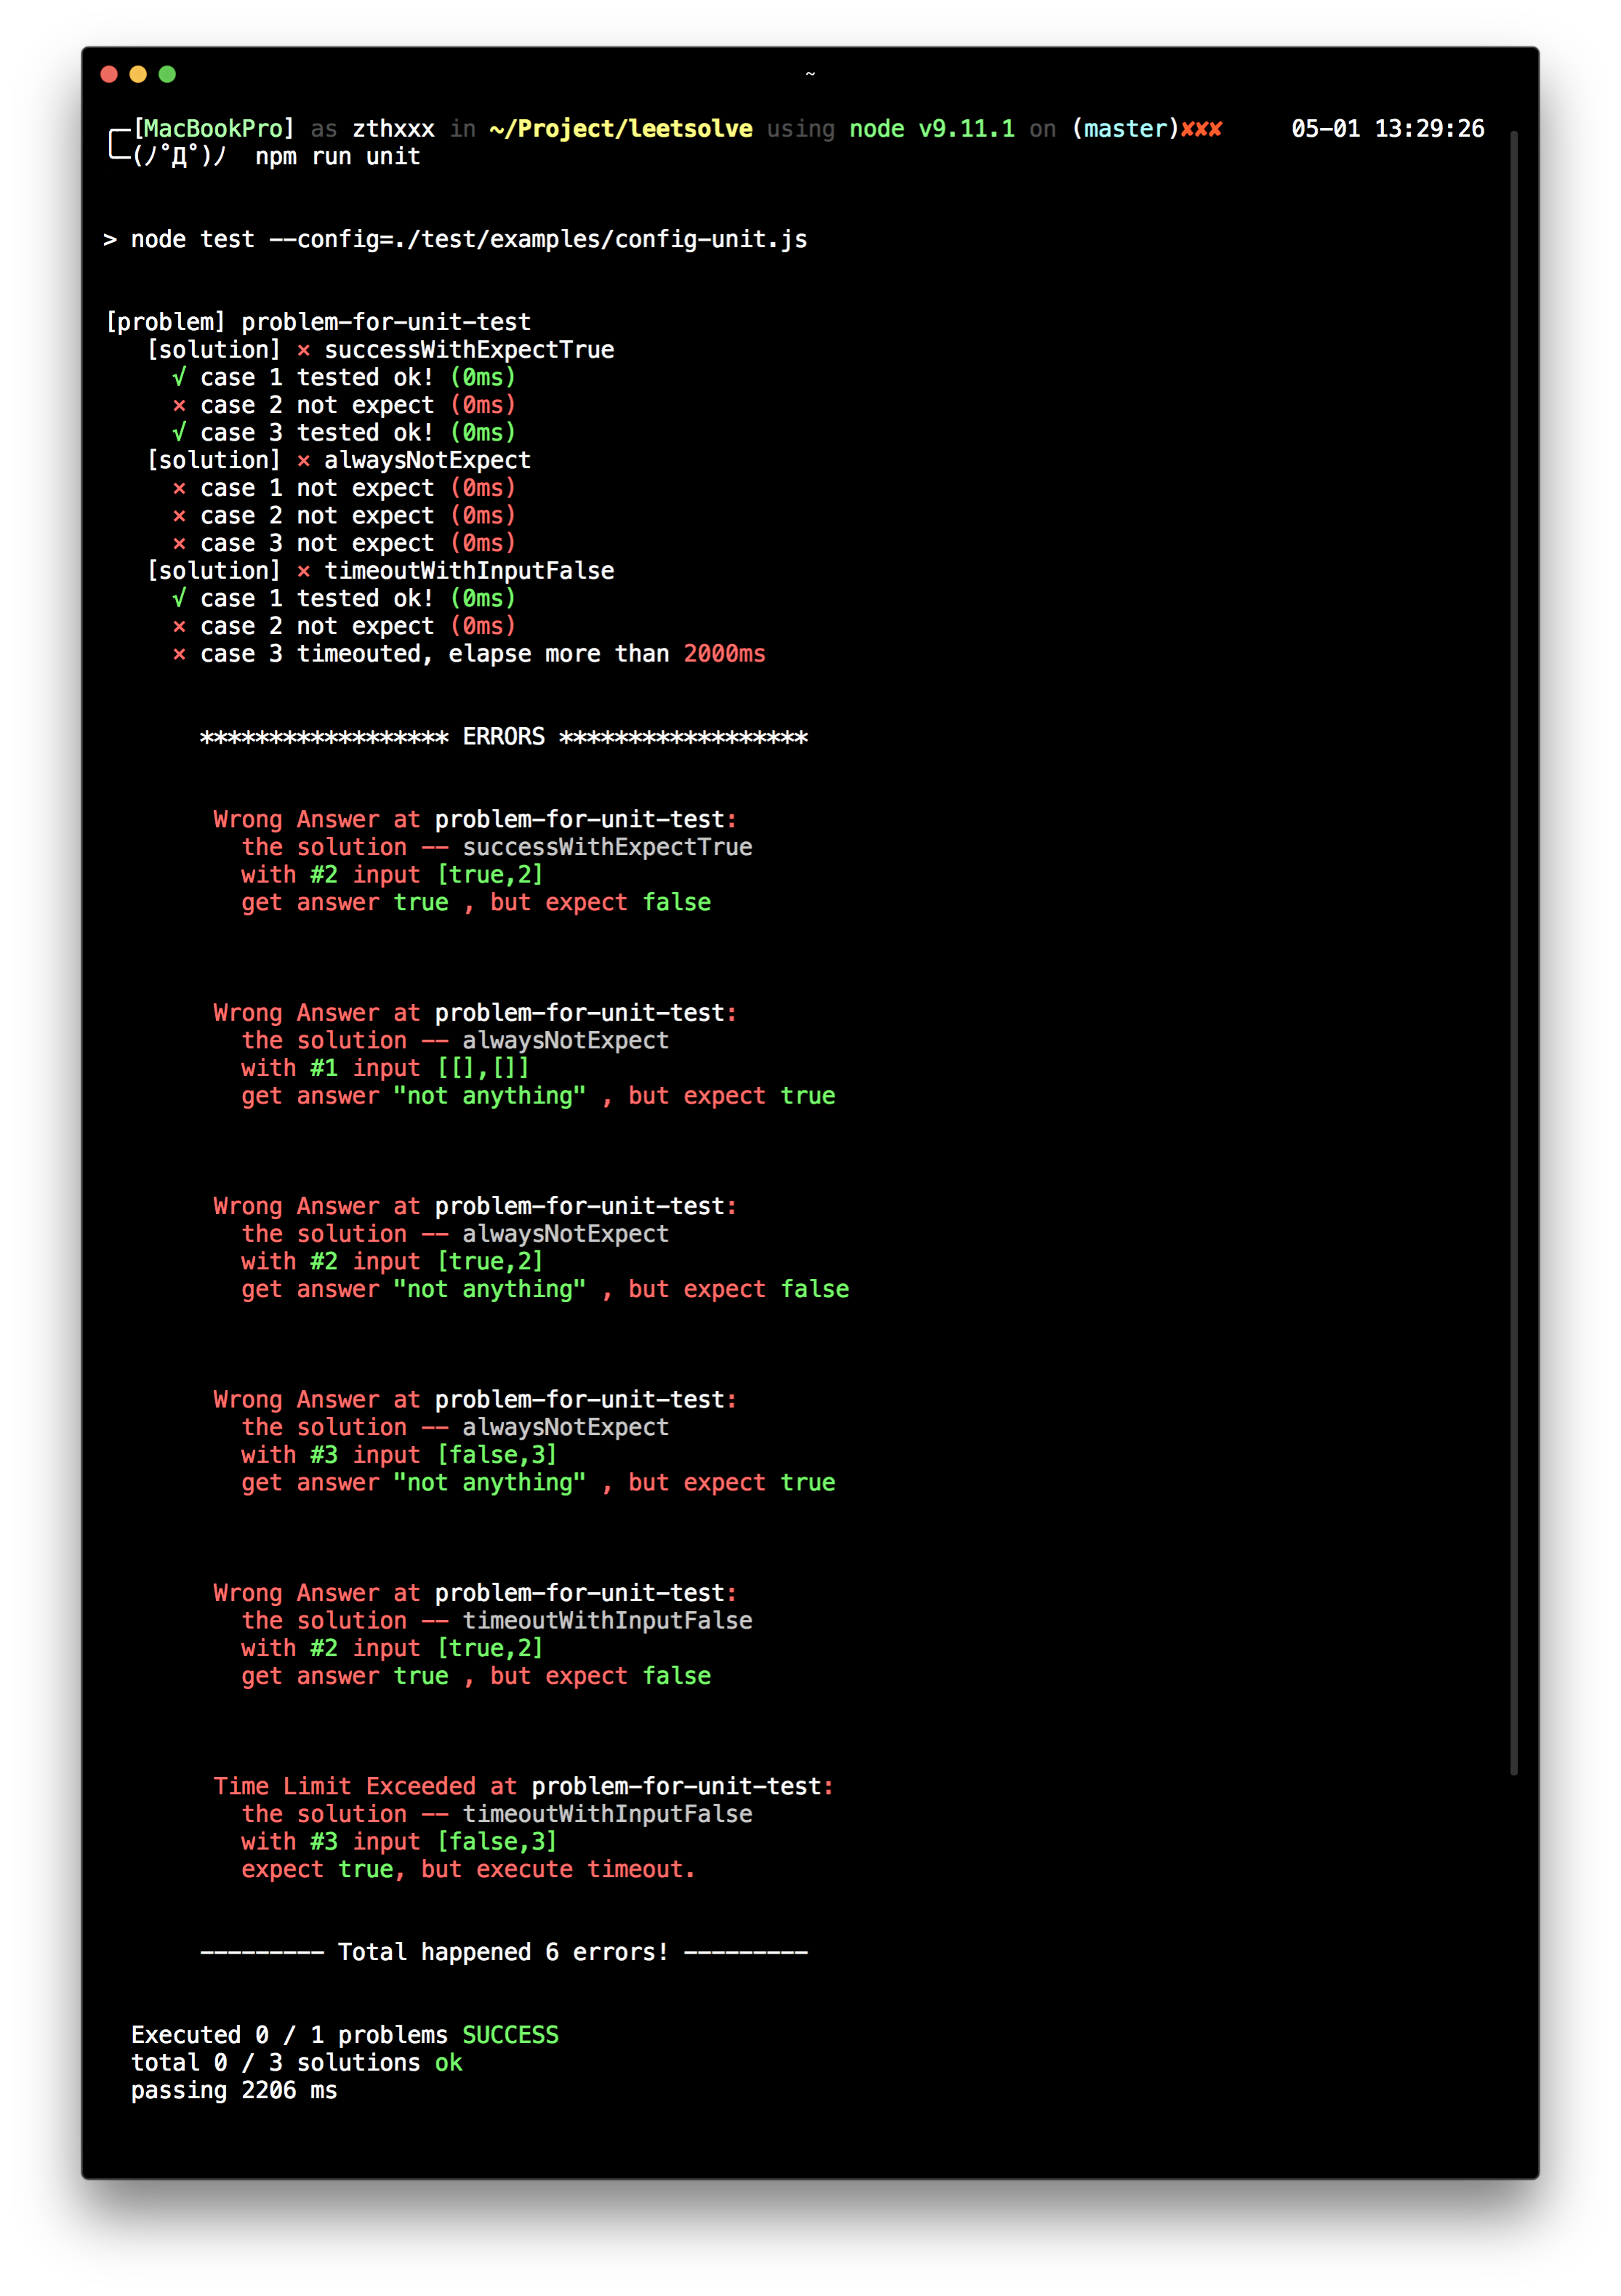 ~
╭─[MacBookPro] as zthxxx in ~/Project/leetsolve using node v9.11.1 on (master)✘✘✘ 05-01 13:29:26
╰─(ﾉ˚Д˚)ﾉ npm run unit
> node test --config=./test/examples/config-unit.js
[problem] problem-for-unit-test
[solution] × successWithExpectTrue
√ case 1 tested ok! (0ms)
× case 2 not expect (0ms)
√ case 3 tested ok! (0ms)
[solution] × alwaysNotExpect
× case 1 not expect (0ms)
× case 2 not expect (0ms)
× case 3 not expect (0ms)
[solution] × timeoutWithInputFalse
√ case 1 tested ok! (0ms)
× case 2 not expect (0ms)
× case 3 timeouted, elapse more than 2000ms
****************** ERRORS ******************
Wrong Answer at problem-for-unit-test:
the solution -- successWithExpectTrue
with #2 input [true,2]
get answer true , but expect false
Wrong Answer at problem-for-unit-test:
the solution -- alwaysNotExpect
with #1 input [[],[]]
get answer "not anything" , but expect true
Wrong Answer at problem-for-unit-test:
the solution -- alwaysNotExpect
with #2 input [true,2]
get answer "not anything" , but expect false
Wrong Answer at problem-for-unit-test:
the solution -- alwaysNotExpect
with #3 input [false,3]
get answer "not anything" , but expect true
Wrong Answer at problem-for-unit-test:
the solution -- timeoutWithInputFalse
with #2 input [true,2]
get answer true , but expect false
Time Limit Exceeded at problem-for-unit-test:
the solution -- timeoutWithInputFalse
with #3 input [false,3]
expect true, but execute timeout.
--------- Total happened 6 errors! ---------
Executed 0 / 1 problems SUCCESS
total 0 / 3 solutions ok
passing 2206 ms